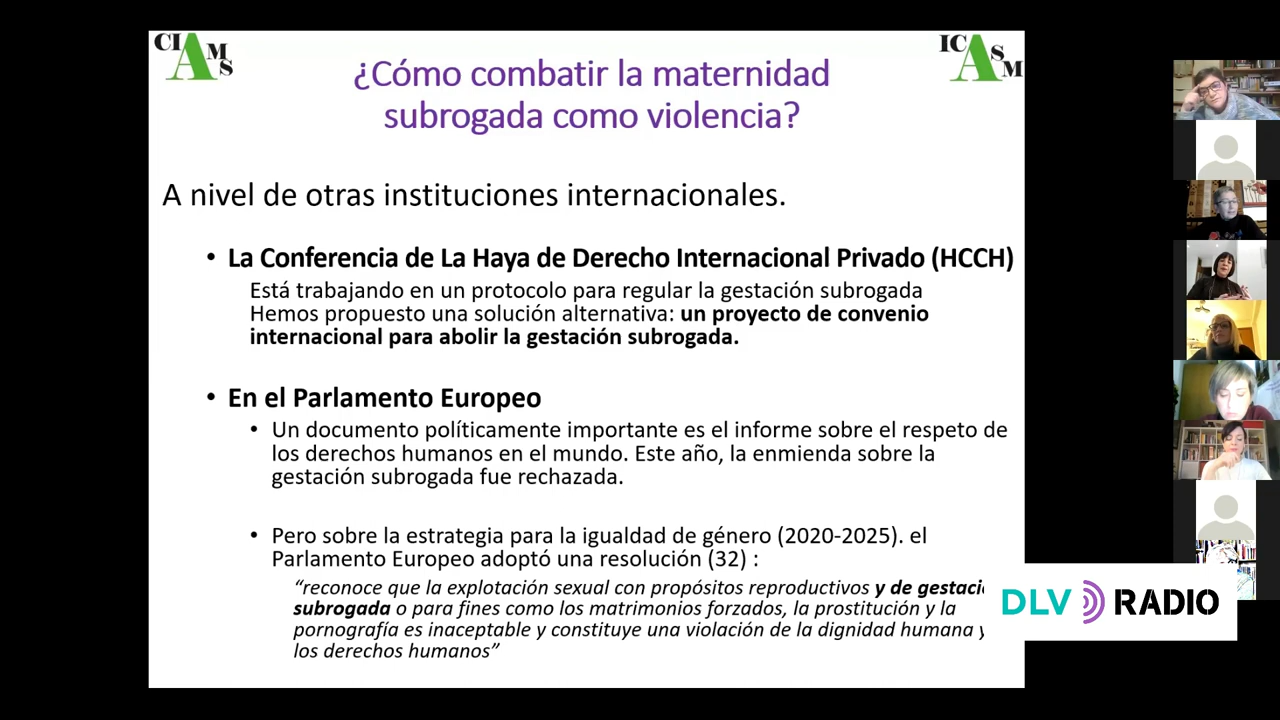 CIAMS
ICASM
¿Cómo combatir la maternidad
subrogada como violencia?
A nivel de otras instituciones internacionales.
• La Conferencia de La Haya de Derecho Internacional Privado (HCCH)
Está trabajando en un protocolo para regular la gestación subrogada
Hemos propuesto una solución alternativa: un proyecto de convenio
internacional para abolir la gestación subrogada.
• En el Parlamento Europeo
• Un documento políticamente importante es el informe sobre el respeto de
los derechos humanos en el mundo. Este año, la enmienda sobre la
gestación subrogada fue rechazada.
• Pero sobre la estrategia para la igualdad de género (2020-2025). el
Parlamento Europeo adoptó una resolución (32) :
“reconoce que la explotación sexual con propósitos reproductivos y de gestaci
subrogada o para fines como los matrimonios forzados, la prostitución y la
pornografía es inaceptable y constituye una violación de la dignidad humana y
los derechos humanos”
DLV RADIO